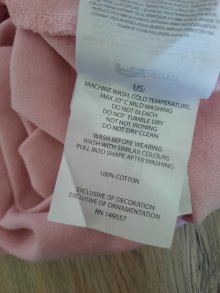 US:
MACHINE WASH, COLD TEMPERATURE,
MAX.30°C MILD WASHING
DO NOT BLEACH
DO NOT TUMBLE DRY
NOT HOT IRONING
DO NOT DRY CLEAN
WASH BEFORE WEARING
WASH WITH SIMILAR COLOURS
PULL INTO SHAPE AFTER WASHING
100% COTTON
EXCLUSIVE OF DECORATION
EXCLUSIVE OF ORNAMENTATION
RN 149557